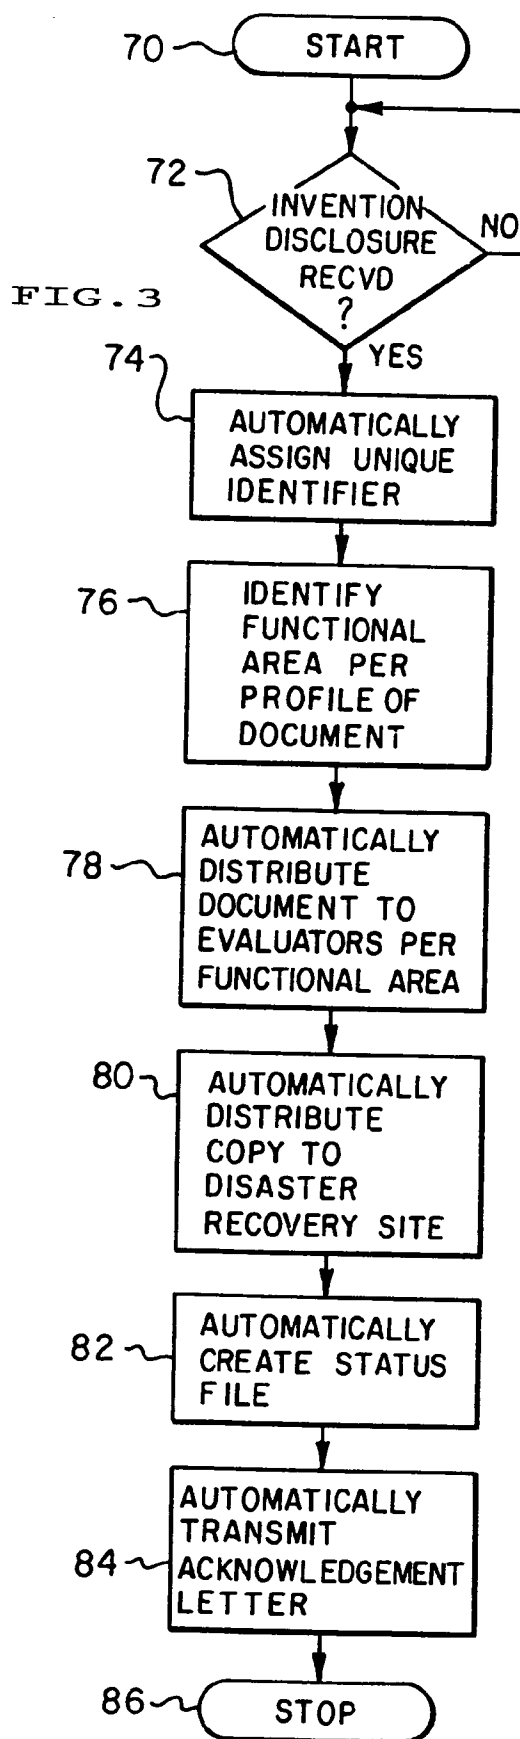 70
START
72
INVENTION
DISCLOSURE
RECVD
?
NO
FIG. 3
YES
74
AUTOMATICALLY
ASSIGN UNIQUE
IDENTIFIER
76
IDENTIFY
FUNCTIONAL
AREA PER
PROFILE OF
DOCUMENT
78
AUTOMATICALLY
DISTRIBUTE
DOCUMENT TO
EVALUATORS PER
FUNCTIONAL AREA
80
AUTOMATICALLY
DISTRIBUTE
COPY TO
DISASTER
RECOVERY SITE
82
AUTOMATICALLY
CREATE STATUS
FILE
84
AUTOMATICALLY
TRANSMIT
ACKNOWLEDGEMENT
LETTER
86
STOP